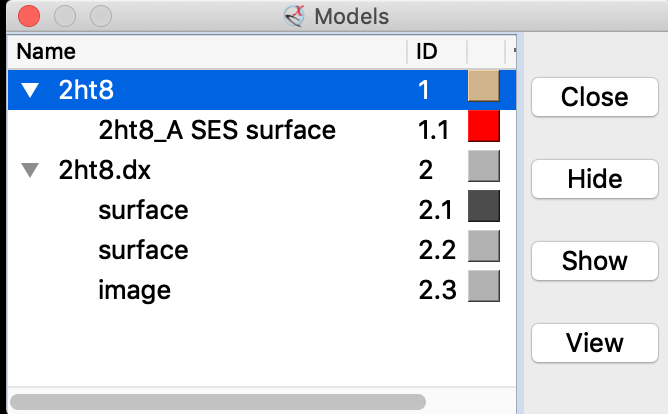 Models
Name ID
2ht8 1
2ht8_A SES surface 1.1
2ht8.dx 2
surface 2.1
surface 2.2
image 2.3
Close
Hide
Show
View